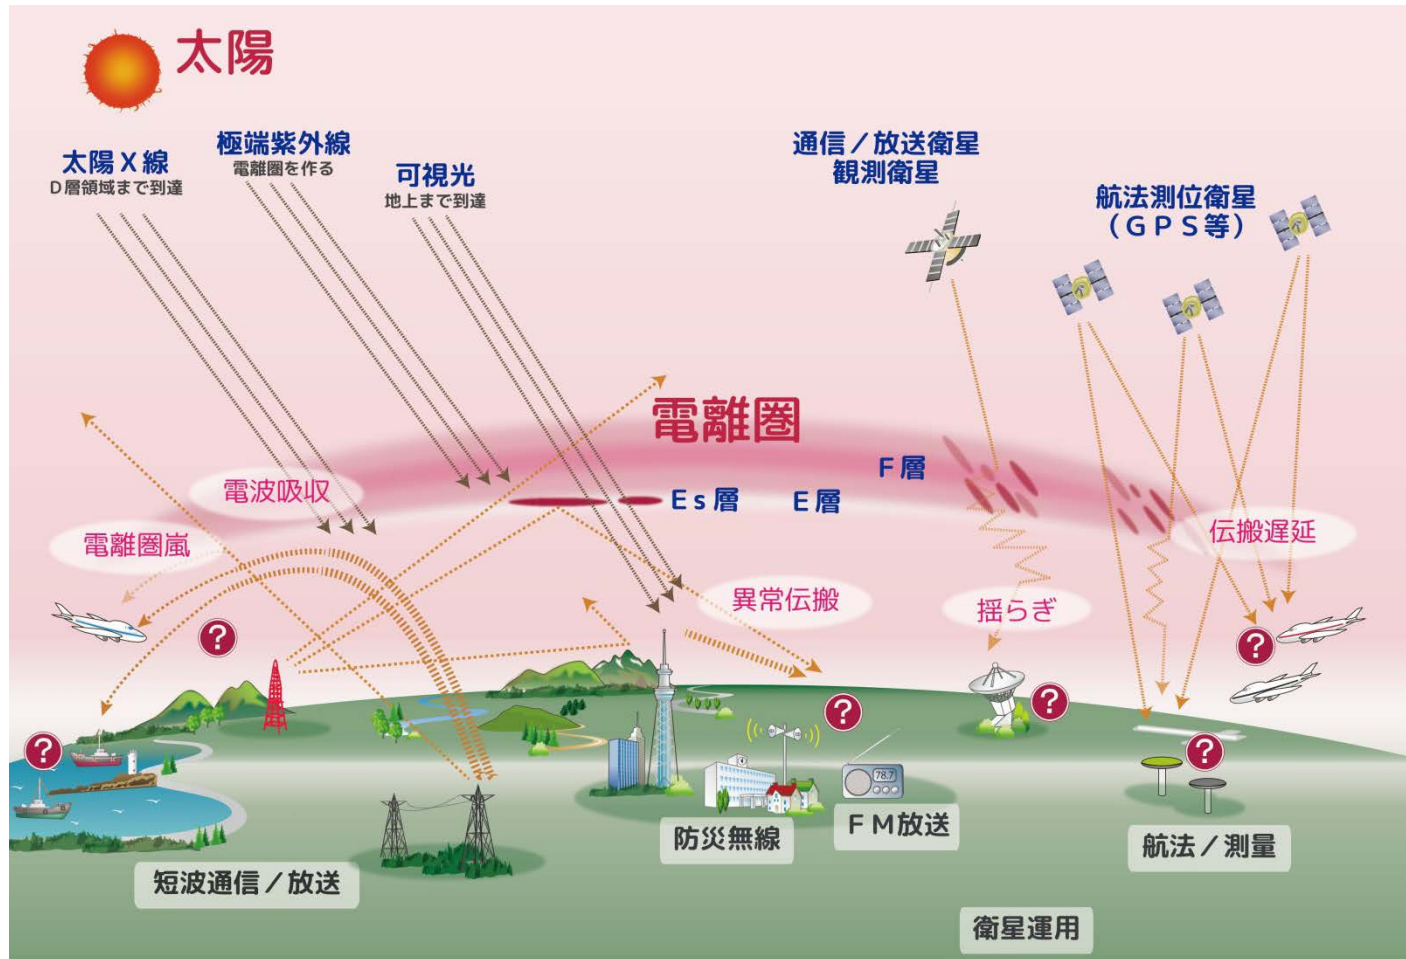 太陽
太陽X線
D層領域まで到達
極端紫外線
電離圏を作る
可視光
地上まで到達
通信／放送衛星
観測衛星
航法測位衛星
（GPS等）
電離圏
F層
Es層
E層
電波吸収
電離圏嵐
伝搬遅延
異常伝搬
揺らぎ
?
?
?
?
?
?
78.7
防災無線
FM放送
航法／測量
短波通信／放送
衛星運用